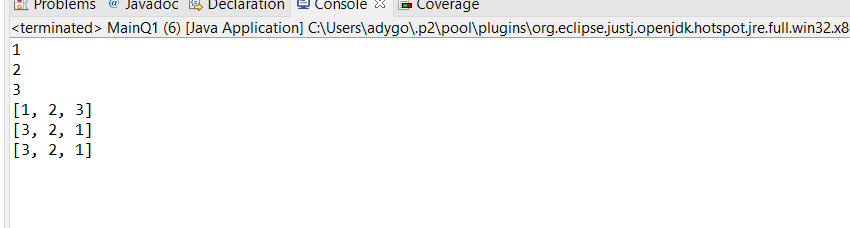 Problems @ Javadoc Declaration Console Coverage
<terminated> MainQ1 (6) [Java Application] C:\Users\adygo\.p2\pool\plugins\org.eclipse.justj.openjdk.hotspot.jre.full.win32.x8
1
2
3
[1, 2, 3]
[3, 2, 1]
[3, 2, 1]